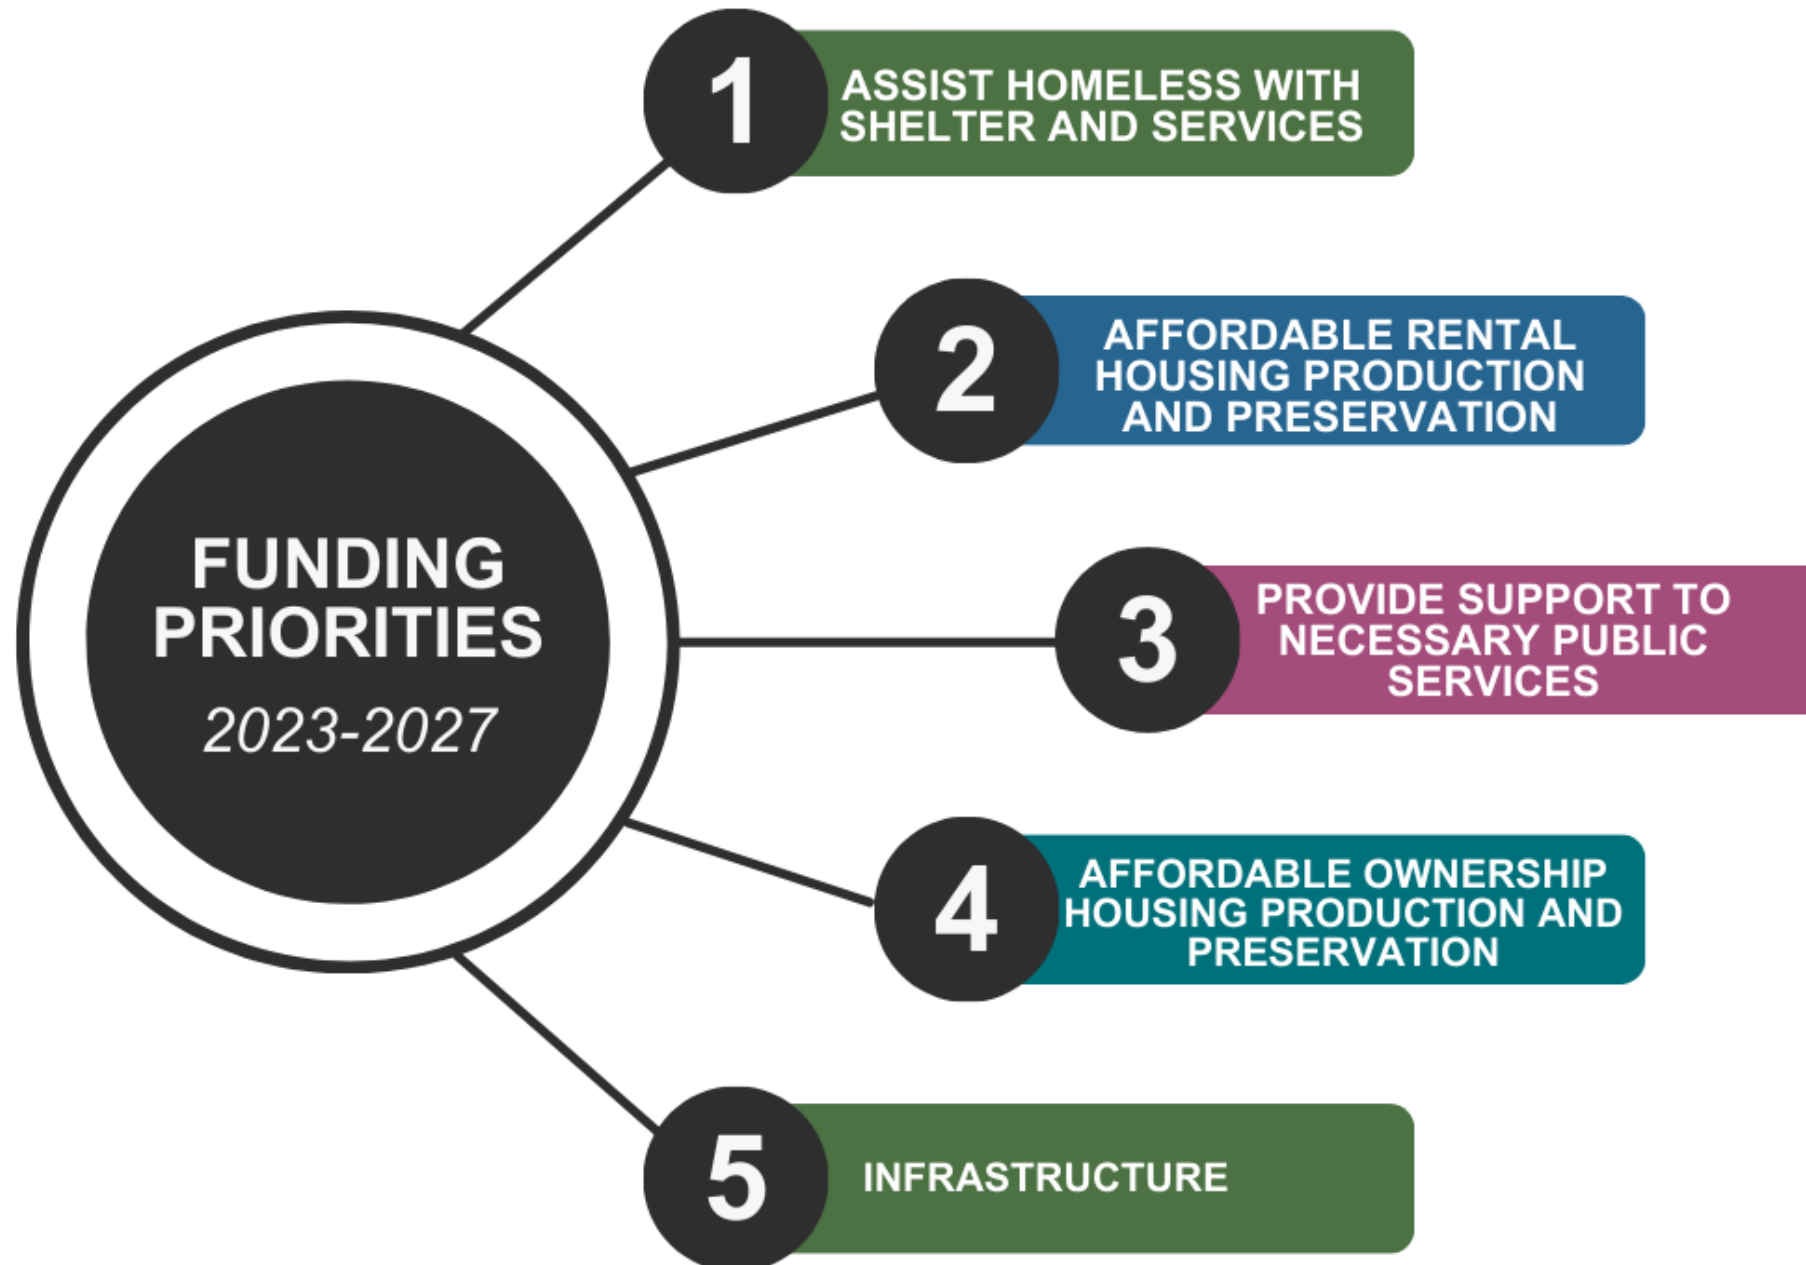 FUNDING
PRIORITIES
2023-2027
1
ASSIST HOMELESS WITH
SHELTER AND SERVICES
2
AFFORDABLE RENTAL
HOUSING PRODUCTION
AND PRESERVATION
3
PROVIDE SUPPORT TO
NECESSARY PUBLIC
SERVICES
4
AFFORDABLE OWNERSHIP
HOUSING PRODUCTION AND
PRESERVATION
5
INFRASTRUCTURE